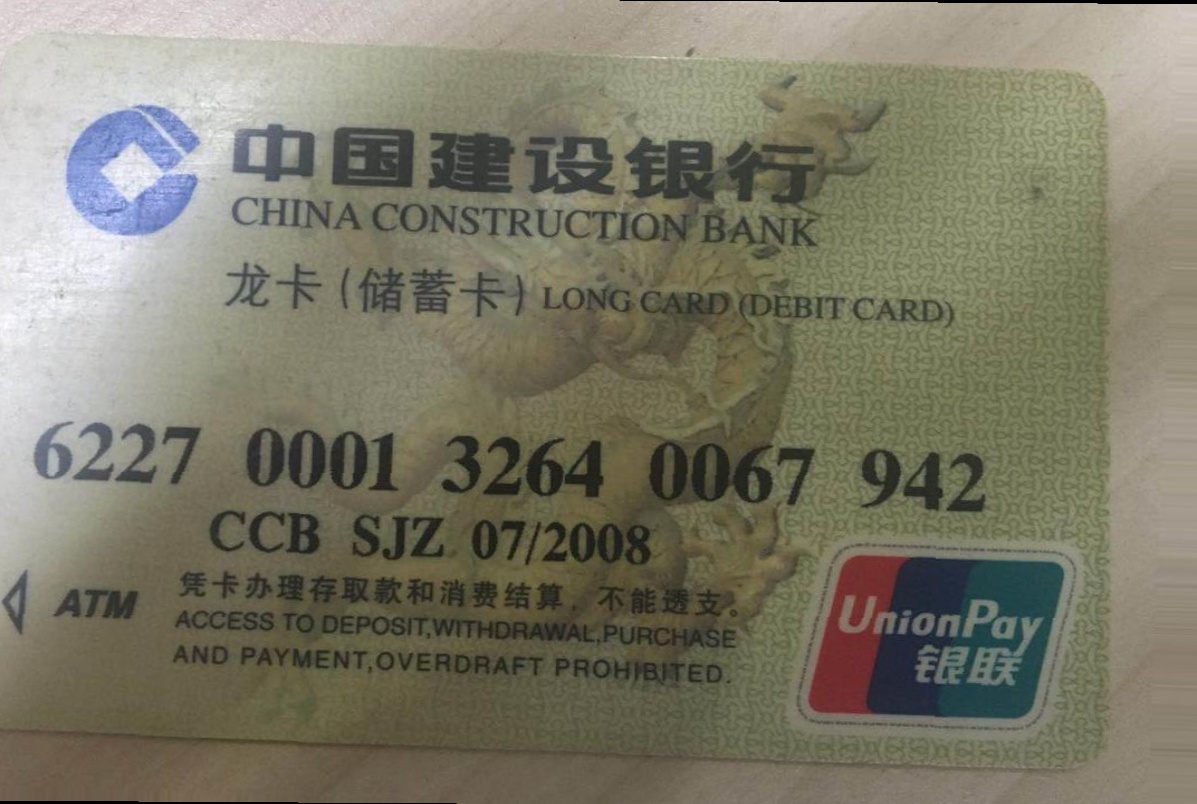 中国建设银行
CHINA CONSTRUCTION BANK
龙卡(储蓄卡) LONG CARD (DEBIT CARD)
6227 0001 3264 0067 942
CCB SJZ 07/2008
ATM
凭卡办理存取款和消费结算，不能透支。
ACCESS TO DEPOSIT,WITHDRAWAL,PURCHASE
AND PAYMENT,OVERDRAFT PROHIBITED.
UnionPay
银联